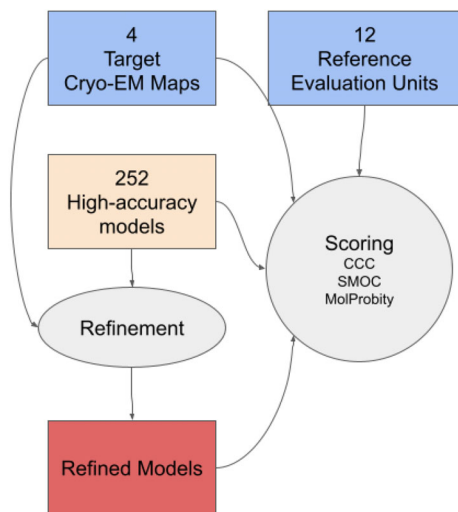 4
Target
Cryo-EM Maps
12
Reference
Evaluation Units
252
High-accuracy
models
Scoring
CCC
SMOC
MolProbity
Refinement
Refined Models